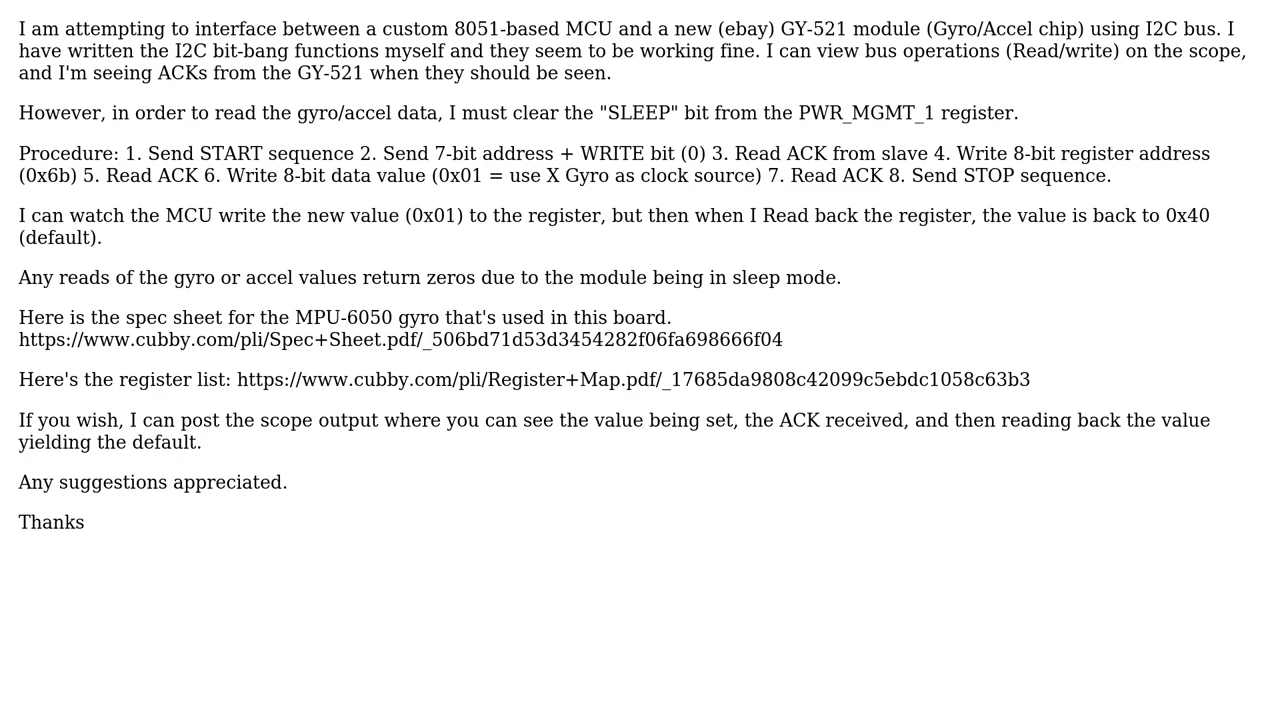 I am attempting to interface between a custom 8051-based MCU and a new (ebay) GY-521 module (Gyro/Accel chip) using I2C bus. I
have written the I2C bit-bang functions myself and they seem to be working fine. I can view bus operations (Read/write) on the scope,
and I'm seeing ACKs from the GY-521 when they should be seen.
However, in order to read the gyro/accel data, I must clear the "SLEEP" bit from the PWR_MGMT_1 register.
Procedure: 1. Send START sequence 2. Send 7-bit address + WRITE bit (0) 3. Read ACK from slave 4. Write 8-bit register address
(0x6b) 5. Read ACK 6. Write 8-bit data value (0x01 = use X Gyro as clock source) 7. Read ACK 8. Send STOP sequence.
I can watch the MCU write the new value (0x01) to the register, but then when I Read back the register, the value is back to 0x40
(default).
Any reads of the gyro or accel values return zeros due to the module being in sleep mode.
Here is the spec sheet for the MPU-6050 gyro that's used in this board.
https://www.cubby.com/pli/Spec+Sheet.pdf/_506bd71d53d3454282f06fa698666f04
Here's the register list: https://www.cubby.com/pli/Register+Map.pdf/_17685da9808c42099c5ebdc1058c63b3
If you wish, I can post the scope output where you can see the value being set, the ACK received, and then reading back the value
yielding the default.
Any suggestions appreciated.
Thanks